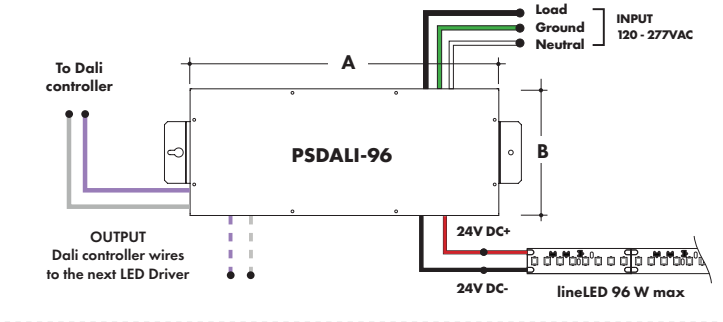 Load
Ground
Neutral
INPUT
120 - 277VAC
To Dali
controller
A
B
PSDALI-96
OUTPUT
Dali controller wires
to the next LED Driver
24V DC+
24V DC-
lineLED 96 W max